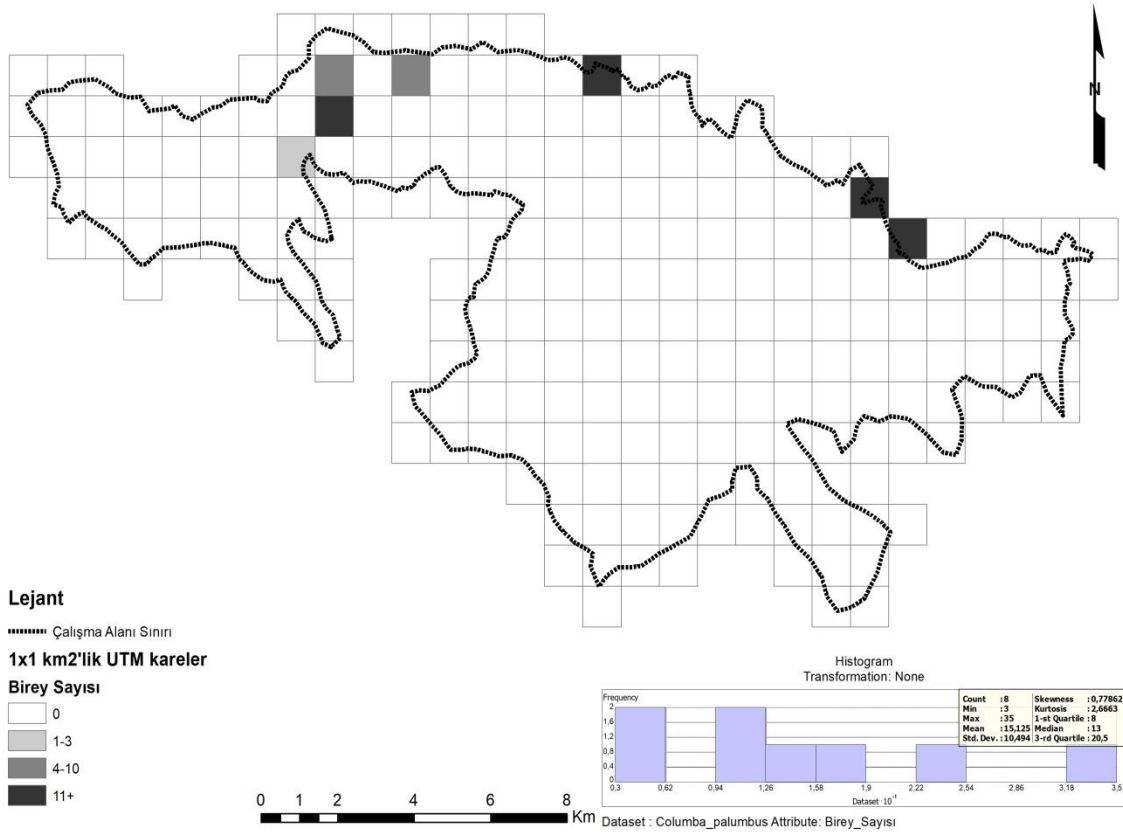 N
Lejant
Çalışma Alanı Sınırı
1x1 km2'lik UTM kareler
Birey Sayısı
0
1-3
4-10
11+
0 1 2 4 6 8
Km
Histogram
Transformation: None
Frequency
Count :8 Skewness :0,77862
Min :3 Kurtosis :2,6663
Max :35 1-st Quartile :8
Mean :15,125 Median :13
Std. Dev. :10,494 3-rd Quartile :20,5
2
1,6
1,2
0,8
0,4
0
0,3 0,62 0,94 1,26 1,58 1,9 2,22 2,54 2,86 3,18 3,5
Dataset ·10⁻¹
Dataset : Columba_palumbus Attribute: Birey_Sayısı